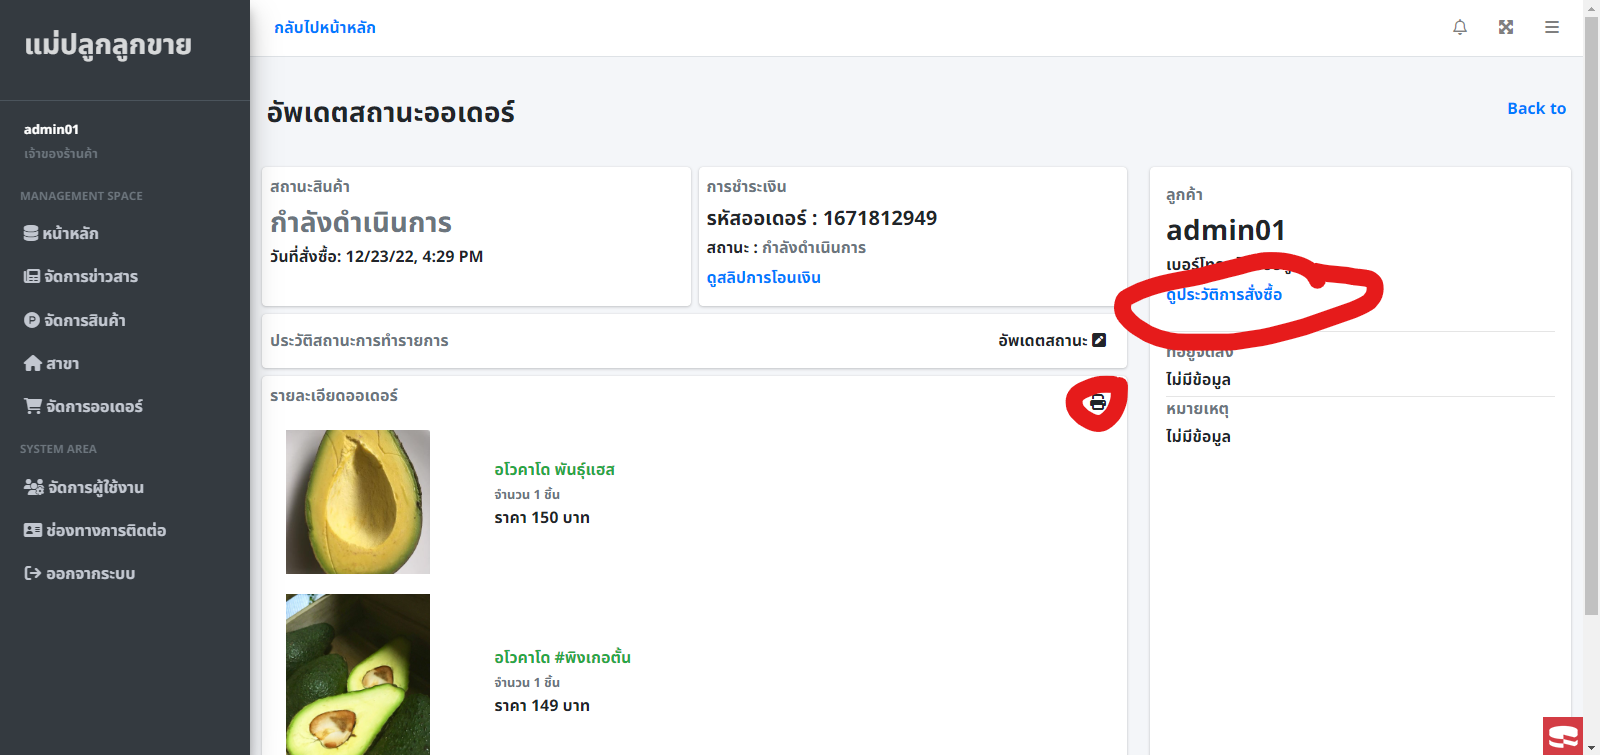 แม่ปลูกลูกขาย
admin01
เจ้าของร้านค้า
MANAGEMENT SPACE
หน้าหลัก
จัดการข่าวสาร
จัดการสินค้า
สาขา
จัดการออเดอร์
SYSTEM AREA
จัดการผู้ใช้งาน
ช่องทางการติดต่อ
ออกจากระบบ
กลับไปหน้าหลัก
อัพเดตสถานะออเดอร์
Back to
สถานะสินค้า
กำลังดำเนินการ
วันที่สั่งซื้อ: 12/23/22, 4:29 PM
การชำระเงิน
รหัสออเดอร์ : 1671812949
สถานะ : กำลังดำเนินการ
ดูสลิปการโอนเงิน
ประวัติสถานะการทำรายการ
อัพเดตสถานะ
รายละเอียดออเดอร์
อโวคาโด พันธุ์แฮส
จำนวน 1 ชิ้น
ราคา 150 บาท
อโวคาโด #พิงเกอตั้น
จำนวน 1 ชิ้น
ราคา 149 บาท
ลูกค้า
admin01
ดูประวัติการสั่งซื้อ
ที่อยู่จัดส่ง
ไม่มีข้อมูล
หมายเหตุ
ไม่มีข้อมูล